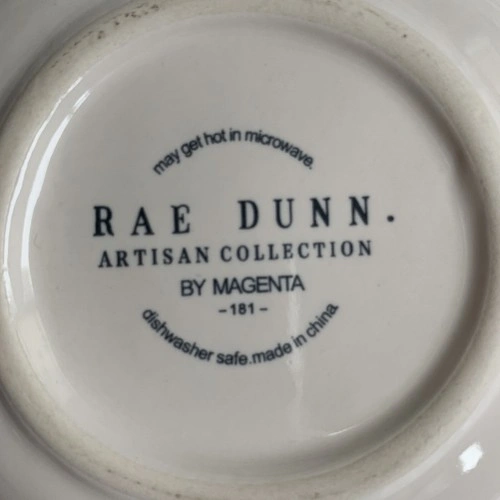 may get hot in microwave.
RAE DUNN.
ARTISAN COLLECTION
BY MAGENTA
-181-
dishwasher safe.made in china